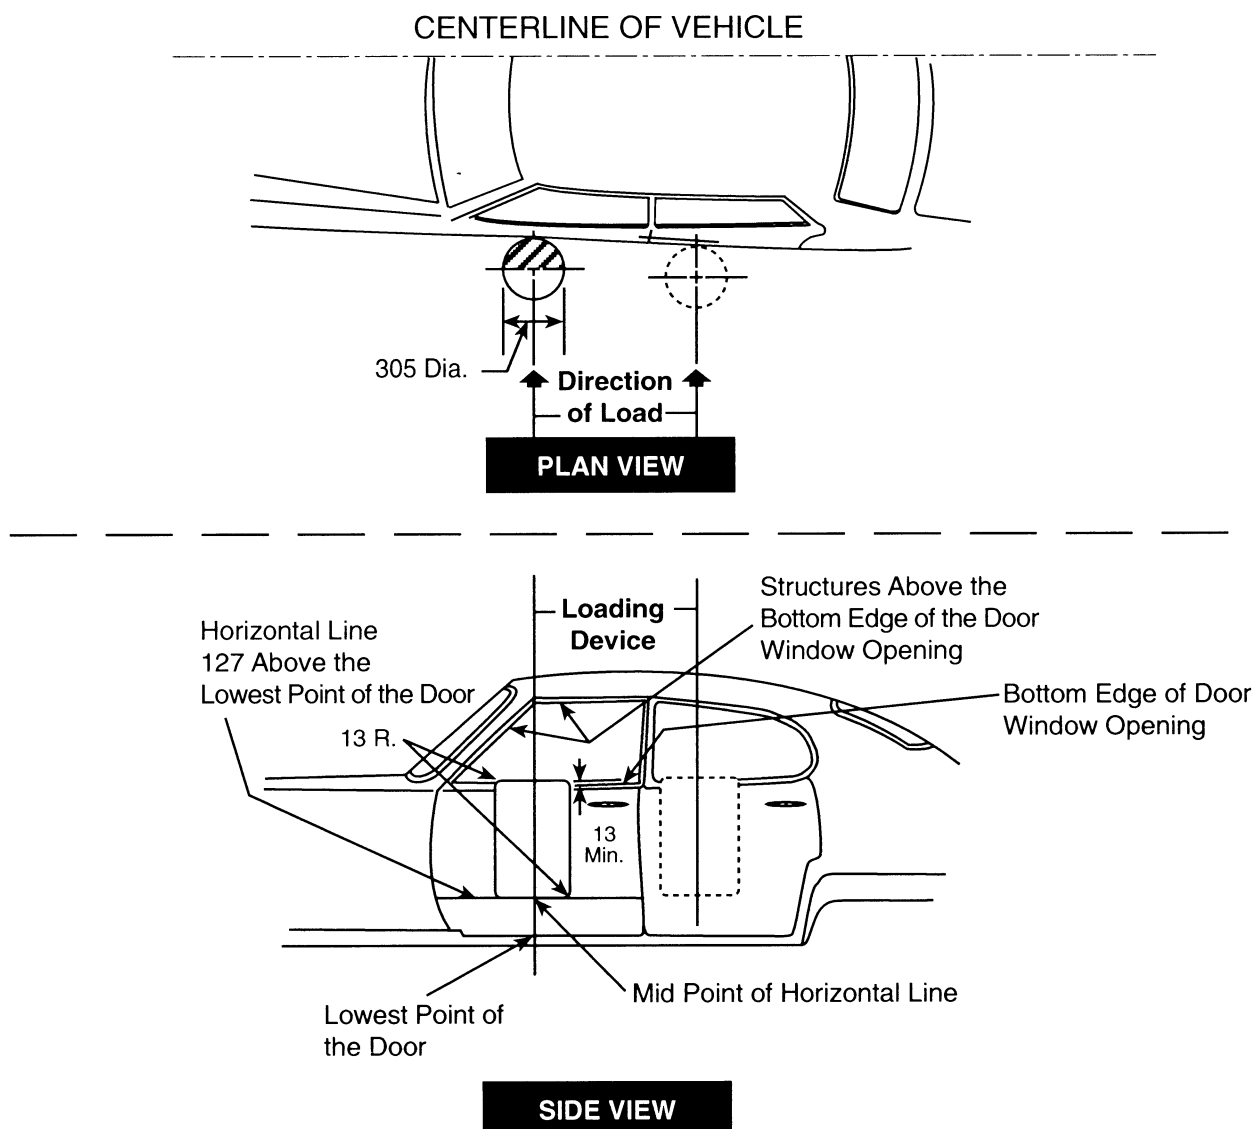 CENTERLINE OF VEHICLE
305 Dia.
Direction
of Load
PLAN VIEW
Loading
Device
Structures Above the
Bottom Edge of the Door
Window Opening
Horizontal Line
127 Above the
Lowest Point of the Door
Bottom Edge of Door
Window Opening
13 R.
13
Min.
Mid Point of Horizontal Line
Lowest Point of
the Door
SIDE VIEW